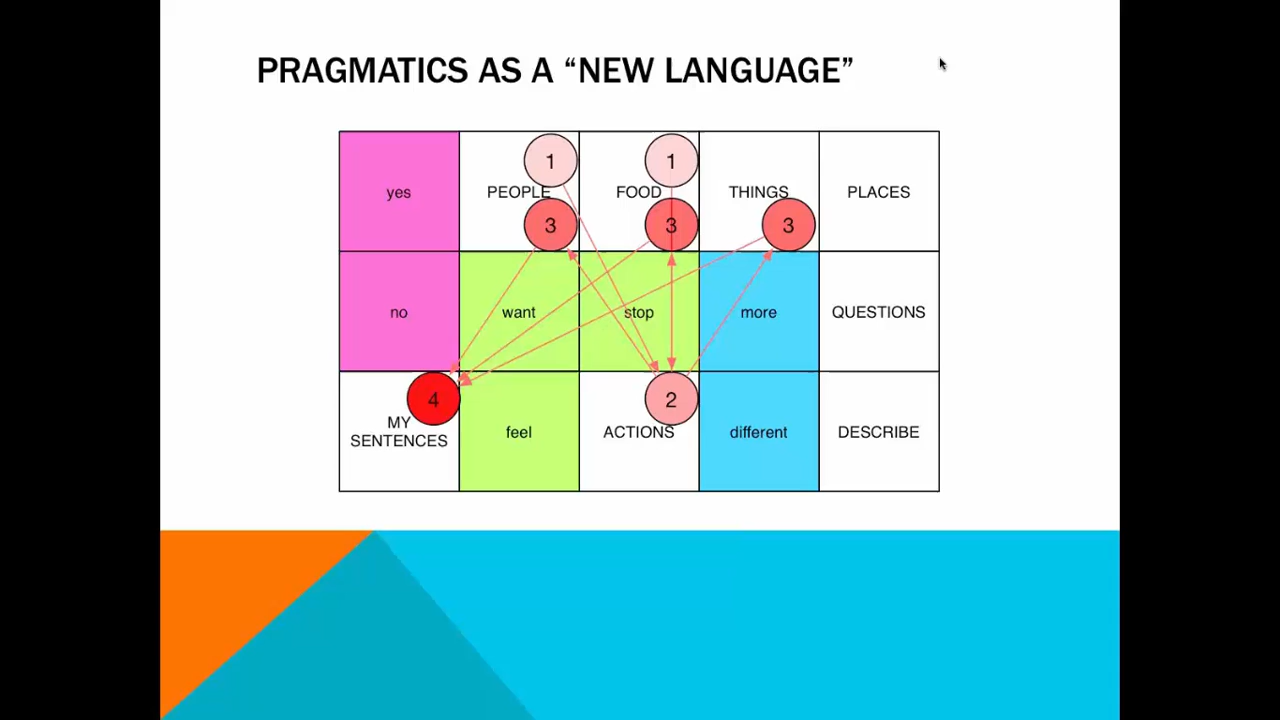 PRAGMATICS AS A “NEW LANGUAGE”
1 1
yes PEOPLE FOOD THINGS PLACES
3 3 3
no want stop more QUESTIONS
4 2
MY
SENTENCES feel ACTIONS different DESCRIBE